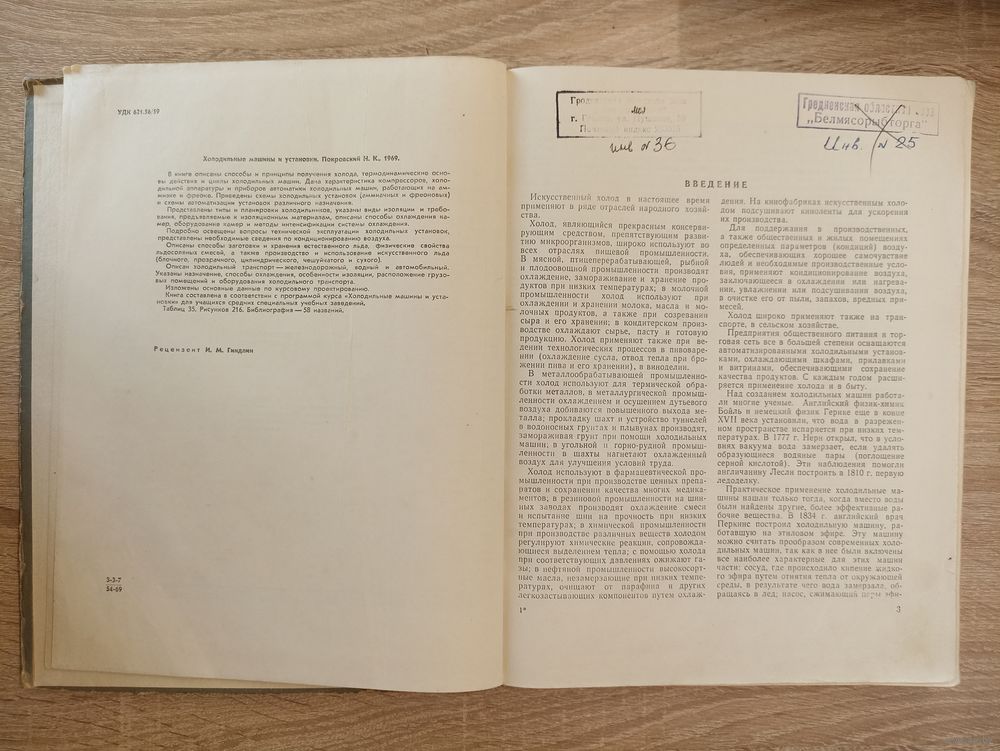 УДК 621.56/59
Холодильные машины и установки. Покровский Н. К., 1969.
В книге описаны способы и принципы получения холода, термодинамические осно-
вы действия и циклы холодильных машин. Дана характеристика компрессоров, холо-
дильной аппаратуры и приборов автоматики холодильных машин, работающих на ам-
миаке и фреоне. Приведены схемы холодильных установок (аммиачных и фреоновых)
и схемы автоматизации установок различного назначения.
Представлены типы и планировки холодильников, указаны виды изоляции и требо-
вания, предъявляемые к изоляционным материалам, описаны способы охлаждения ка-
мер, оборудование камер и методы интенсификации системы охлаждения.
Подробно освещены вопросы технической эксплуатации холодильных установок,
представлены необходимые сведения по кондиционированию воздуха.
Описаны способы заготовки и хранения естественного льда, физические свойства
льдосоляных смесей, а также производство и использование искусственного льда
(блочного, прозрачного, цилиндрического, чешуйчатого и сухого).
Описан холодильный транспорт — железнодорожный, водный и автомобильный.
Указаны назначение, способы охлаждения, особенности изоляции, расположение грузо-
вых помещений и оборудования холодильного транспорта.
Изложены основные данные по курсовому проектированию.
Книга составлена в соответствии с программой курса «Холодильные машины и уста-
новки» для учащихся средних специальных учебных заведений.
Таблиц 35. Рисунков 216. Библиография — 58 названий.
Рецензент И. М. Гиндлин
3-3-7
54-69
г.
Почтовый индекс
инв № 36
Гродненская
„Белмясорыбторга"
Инв. № 85
ВВЕДЕНИЕ
Искусственный холод в настоящее время
применяют в ряде отраслей народного хозяй-
ства.
Холод, являющийся прекрасным консерви-
рующим средством, препятствующим разви-
тию микроорганизмов, широко используют во
всех отраслях пищевой промышленности.
В мясной, птицеперерабатывающей, рыбной
и плодоовощной промышленности производят
охлаждение, замораживание и хранение про-
дуктов при низких температурах; в молочной
промышленности холод используют при
охлаждении и хранении молока, масла и мо-
лочных продуктов, а также при созревании
сыра и его хранении; в кондитерском произ-
водстве охлаждают сырье, пасту и готовую
продукцию. Холод применяют также при ве-
дении технологических процессов в пивоваре-
нии (охлаждение сусла, отвод тепла при бро-
жении пива и его хранении), в виноделии.
В металлообрабатывающей промышленно-
сти холод используют для термической обра-
ботки металлов, в металлургической промыш-
ленности охлаждением и осушением дутьевого
воздуха добиваются повышенного выхода ме-
талла; прокладку шахт и устройство туннелей
в водоносных грунтах и плывунах производят,
замораживая грунт при помощи холодильных
машин; в угольной и горно-рудной промыш-
ленности в шахты нагнетают охлажденный
воздух для улучшения условий труда.
Холод используют в фармацевтической про-
мышленности при производстве ценных препа-
ратов и сохранении качества многих медика-
ментов; в резиновой промышленности на шин-
ных заводах производят охлаждение смеси
и испытание шин на прочность при низких
температурах; в химической промышленности
при производстве различных веществ холодом
регулируют химические реакции, сопровожда-
ющиеся выделением тепла; с помощью холода
при соответствующих давлениях ожижают га-
зы; в нефтяной промышленности высокосорт-
ные масла, незамерзающие при низких темпе-
ратурах, очищают от парафина и других
легкозастывающих компонентов путем охлаж-
1*
дения. На кинофабриках искусственным холо-
дом подсушивают киноленты для ускорения
их производства.
Для поддержания в производственных,
а также общественных и жилых помещениях
определенных параметров (кондиций) возду-
ха, обеспечивающих хорошее самочувствие
людей и необходимые производственные усло-
вия, применяют кондиционирование воздуха,
заключающееся в охлаждении или нагрева-
нии, увлажнении или подсушивании воздуха,
в очистке его от пыли, запахов, вредных при-
месей.
Холод широко применяют также на тран-
спорте, в сельском хозяйстве.
Предприятия общественного питания и тор-
говая сеть все в большей степени оснащаются
автоматизированными холодильными установ-
ками, охлаждающими шкафами, прилавками
и витринами, обеспечивающими сохранение
качества продуктов. С каждым годом расши-
ряется применение холода и в быту.
Над созданием холодильных машин работа-
ли многие ученые. Английский физик-химик
Бойль и немецкий физик Герике еще в конце
XVII века установили, что вода в разрежен-
ном пространстве испаряется при низких тем-
пературах. В 1777 г. Нерн открыл, что в усло-
виях вакуума вода замерзает, если удалять
образующиеся водяные пары (поглощение
серной кислотой). Эти наблюдения помогли
англичанину Лесли построить в 1810 г. первую
ледоделку.
Практическое применение холодильные ма-
шины нашли только тогда, когда вместо воды
были найдены другие, более эффективные ра-
бочие вещества. В 1834 г. английский врач
Перкинс построил холодильную машину, ра-
ботавшую на этиловом эфире. Эту машину
можно считать прообразом современных холо-
дильных машин, так как в нее были включены
все наиболее характерные для этих машин
части: сосуд, где происходило кипение жидко-
го эфира путем отнятия тепла от окружающей
среды, в результате чего вода замерзала, об-
ращаясь в лед; насос, сжимающий пары эфи-
3